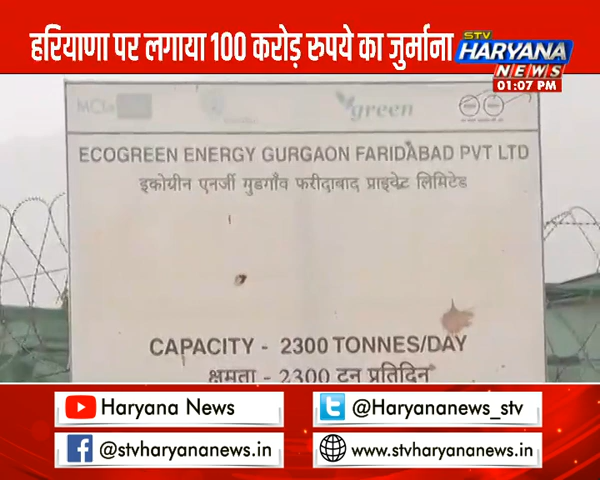 हरियाणा पर लगाया 100 करोड़ रुपये का जुर्माना
STV
HARYANA
NEWS
01:07 PM
green
ECOGREEN ENERGY GURGAON FARIDABAD PVT LTD
इकोग्रीन एनर्जी गुडगाँव फरीदाबाद प्राइवेट लिमिटेड
CAPACITY - 2300 TONNES/DAY
क्षमता - 2300 टन प्रतिदिन
Haryana News
@Haryananews_stv
@stvharyananews.in
www.stvharyananews.in